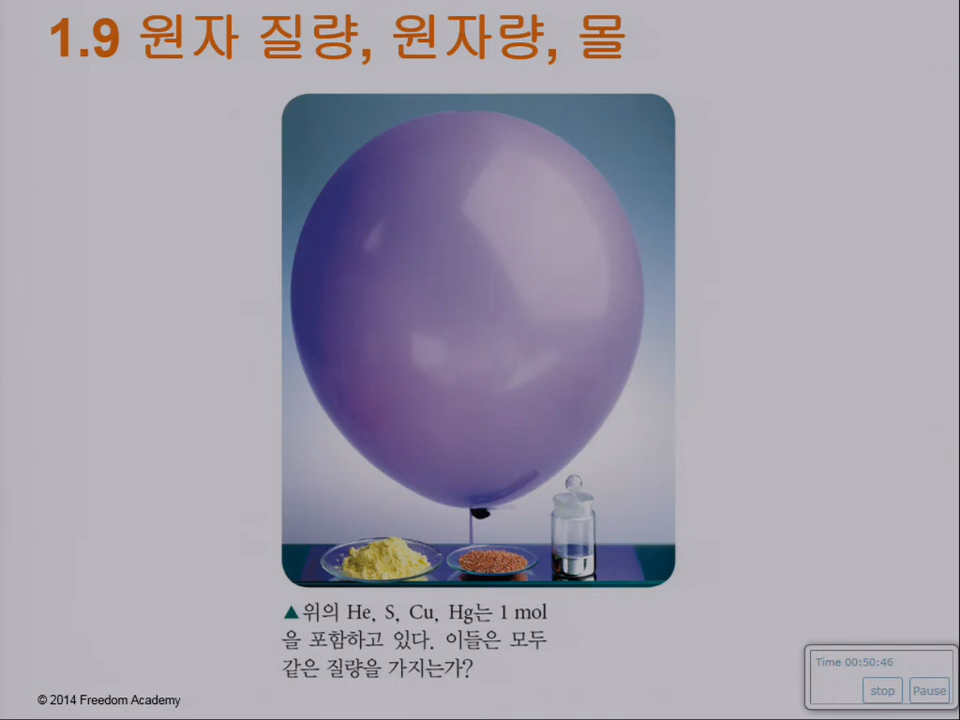 1.9 원자 질량, 원자량, 몰
▲위의 He, S, Cu, Hg는 1 mol
을 포함하고 있다. 이들은 모두
같은 질량을 가지는가?
© 2014 Freedom Academy
Time 00:50:46
stop
Pause